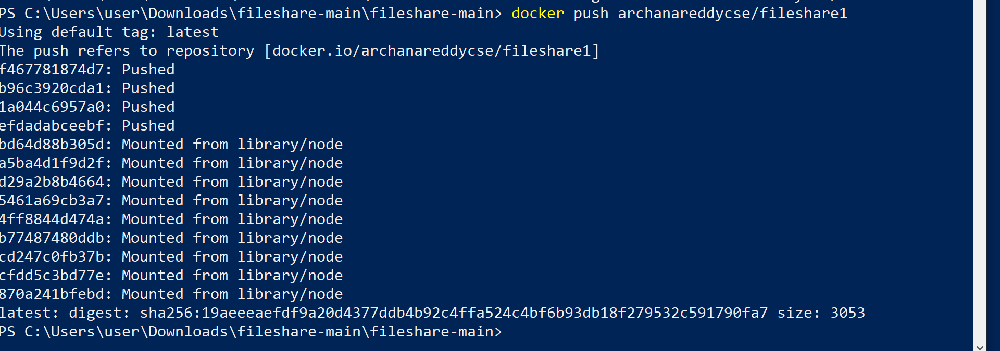 PS C:\Users\user\Downloads\fileshare-main\fileshare-main> docker push archanareddycse/fileshare1
Using default tag: latest
The push refers to repository [docker.io/archanareddycse/fileshare1]
f467781874d7: Pushed
b96c3920cda1: Pushed
1a044c6957a0: Pushed
efdadabceebf: Pushed
bd64d88b305d: Mounted from library/node
a5ba4d1f9d2f: Mounted from library/node
d29a2b8b4664: Mounted from library/node
5461a69cb3a7: Mounted from library/node
4ff8844d474a: Mounted from library/node
b77487480ddb: Mounted from library/node
cd247c0fb37b: Mounted from library/node
cfdd5c3bd77e: Mounted from library/node
870a241bfebd: Mounted from library/node
latest: digest: sha256:19aeeeaefdf9a20d4377ddb4b92c4ffa524c4bf6b93db18f279532c591790fa7 size: 3053
PS C:\Users\user\Downloads\fileshare-main\fileshare-main>